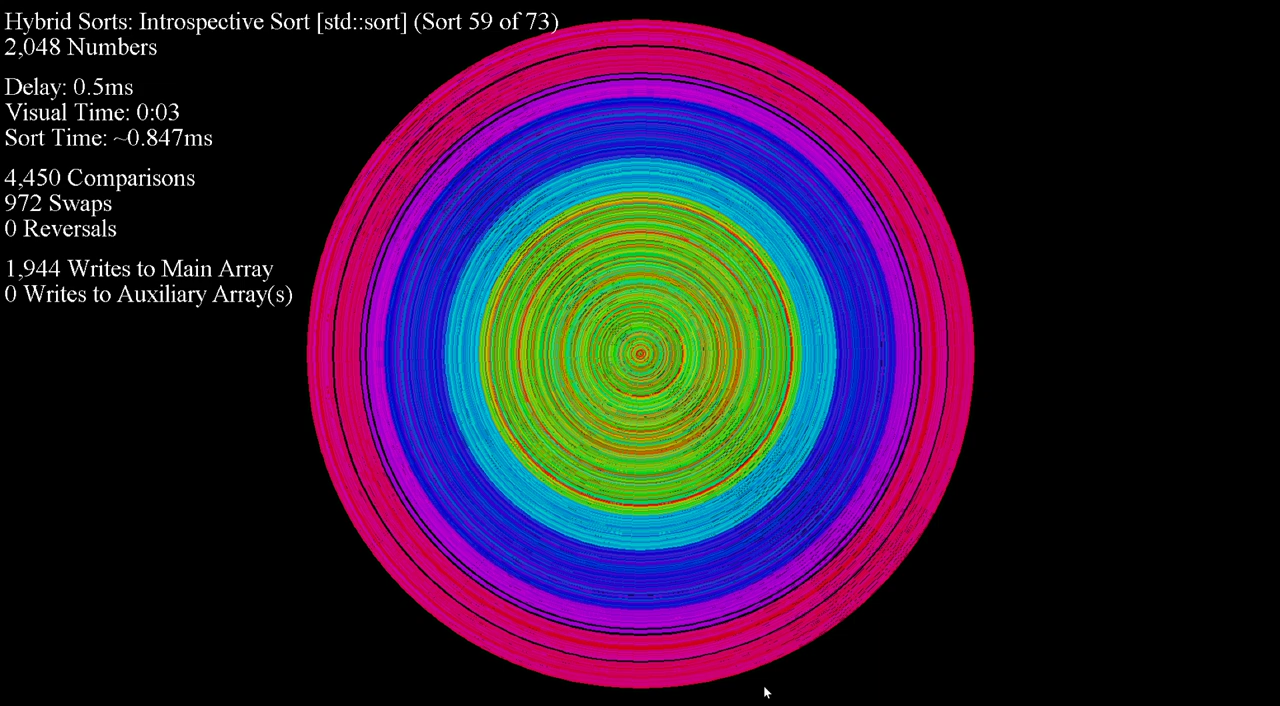 Hybrid Sorts: Introspective Sort [std::sort] (Sort 59 of 73)
2,048 Numbers
Delay: 0.5ms
Visual Time: 0:03
Sort Time: ~0.847ms
4,450 Comparisons
972 Swaps
0 Reversals
1,944 Writes to Main Array
0 Writes to Auxiliary Array(s)